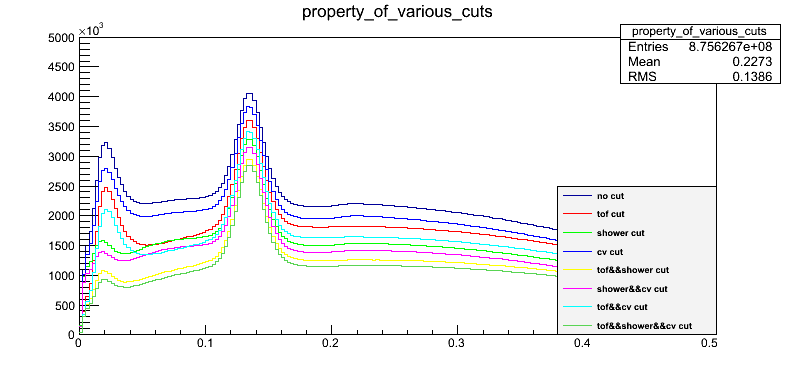 property_of_various_cuts
×10³
property_of_various_cuts
Entries 8.756267e+08
Mean 0.2273
RMS 0.1386
5000
4500
4000
3500
3000
2500
2000
1500
1000
500
0
no cut
tof cut
shower cut
cv cut
tof&&shower cut
shower&&cv cut
tof&&cv cut
tof&&shower&&cv cut
0 0.1 0.2 0.3 0.4 0.5